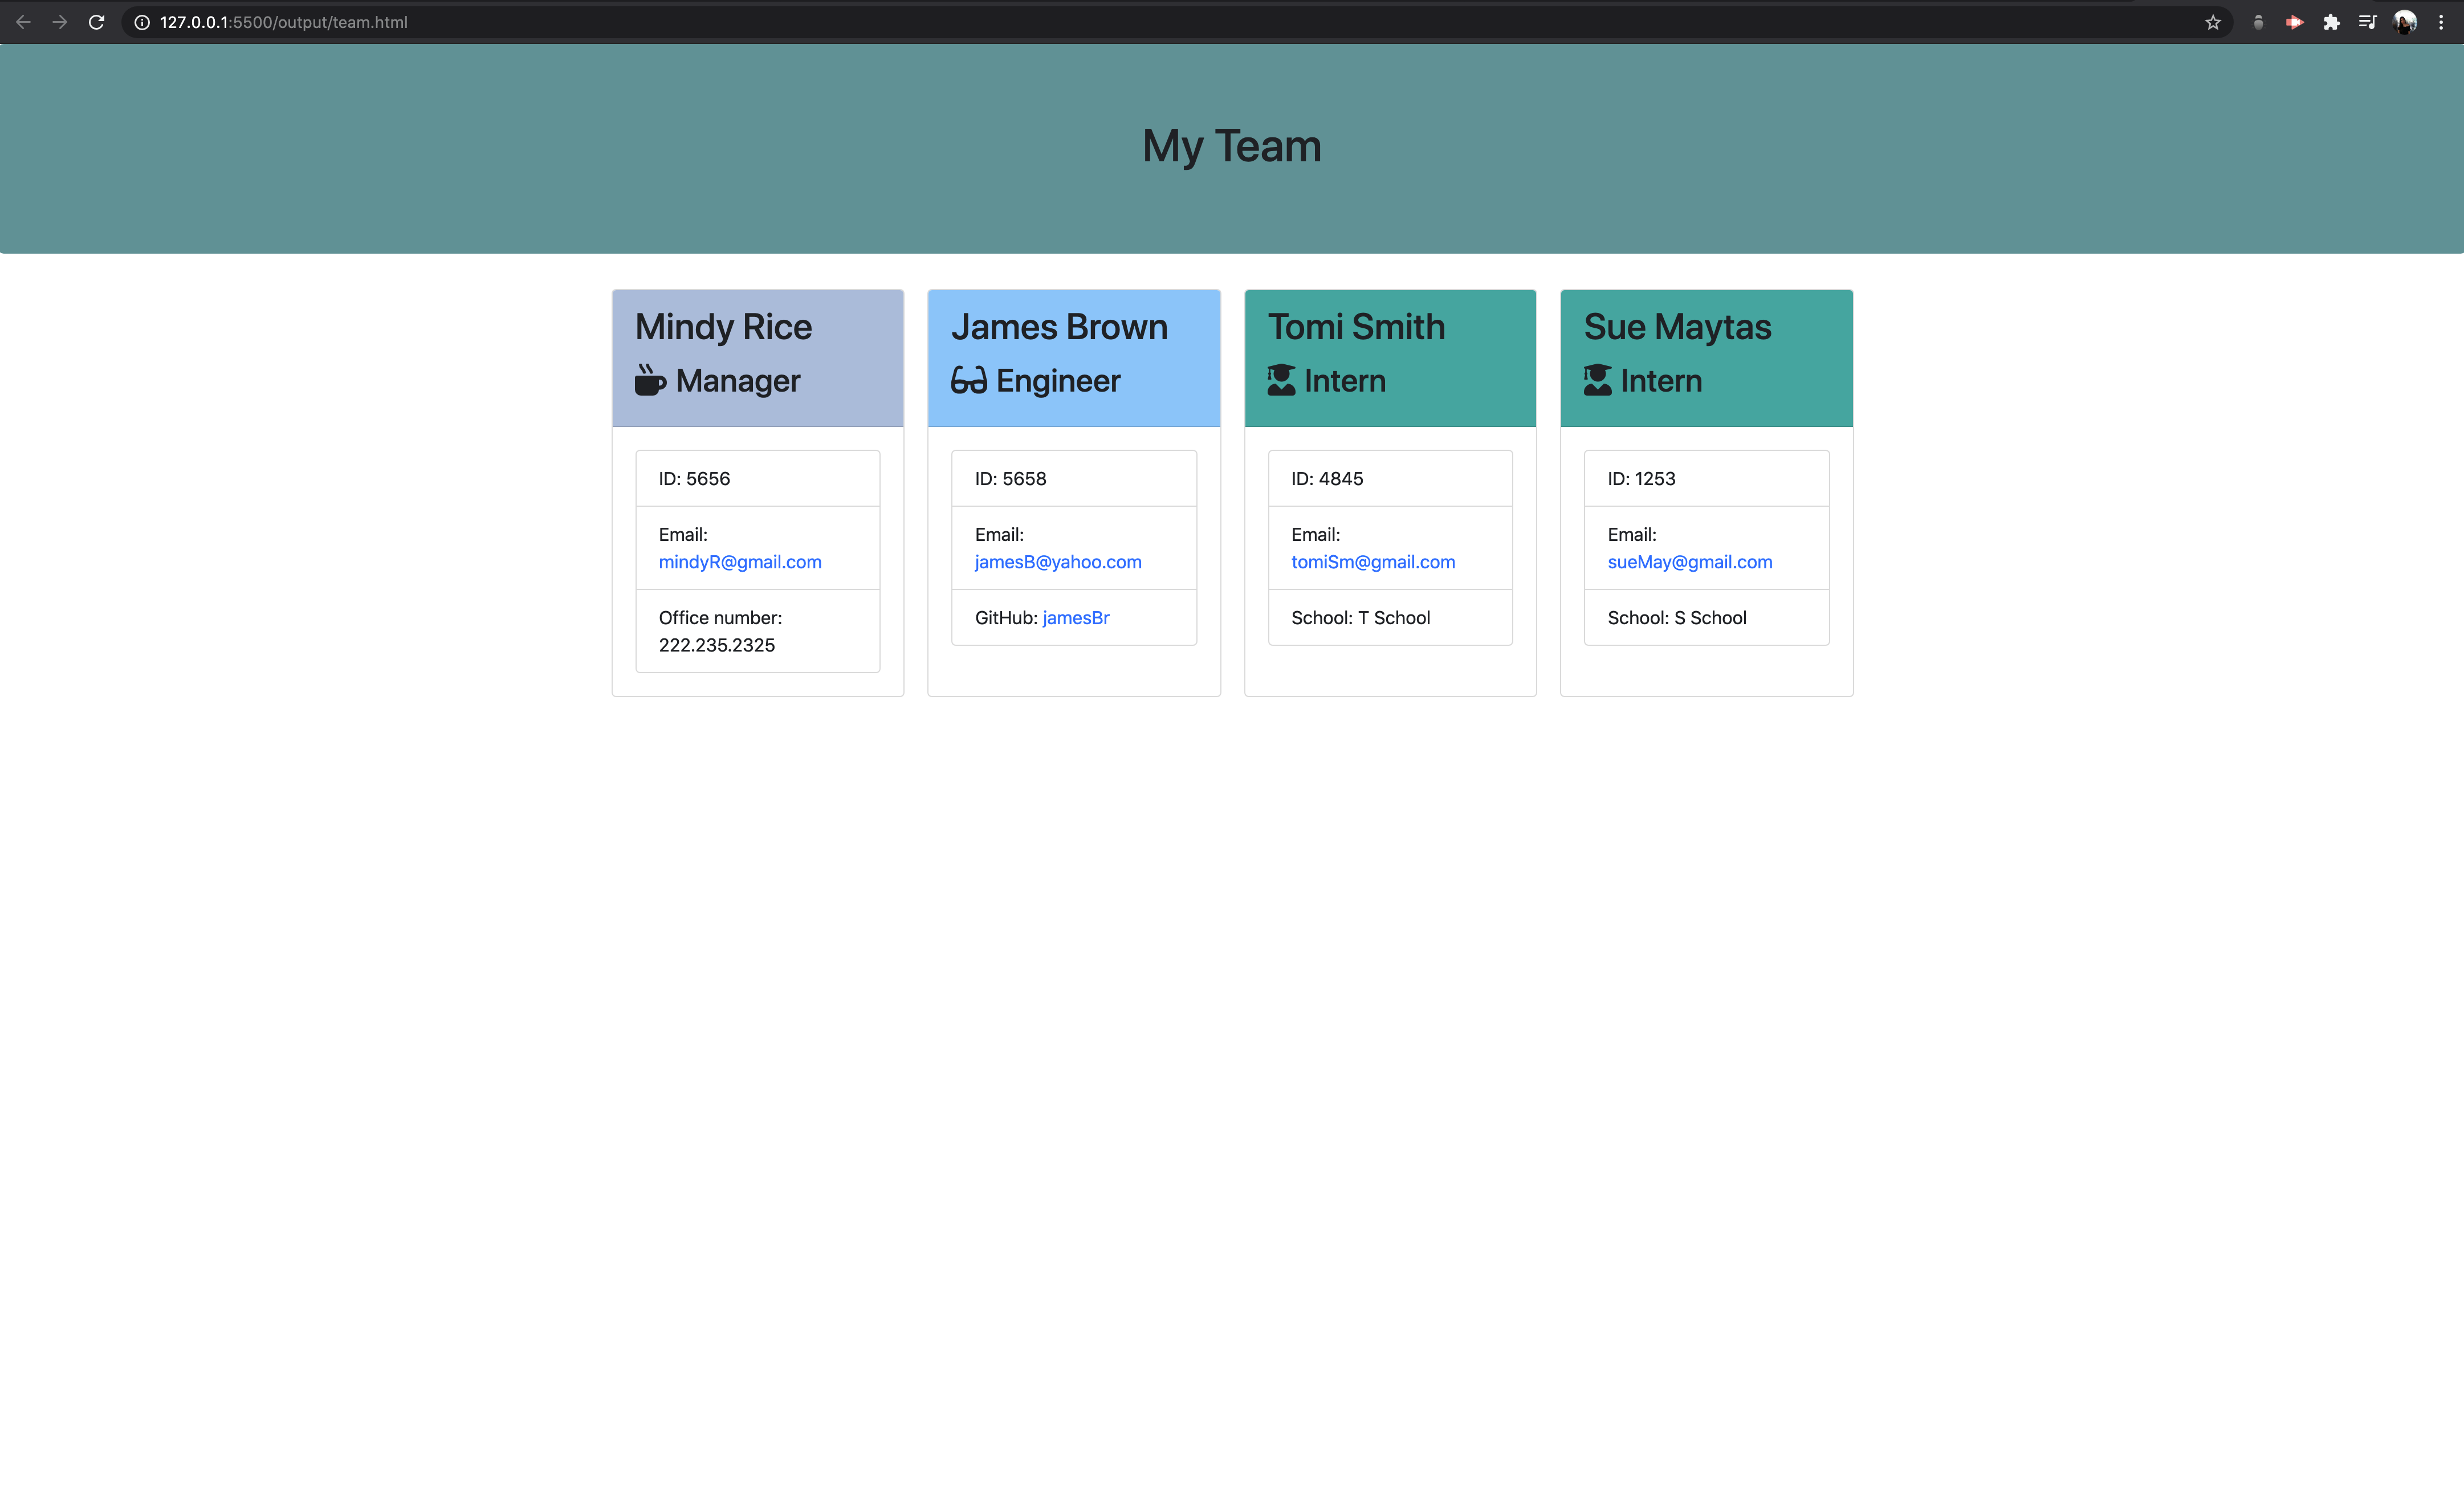 127.0.0.1:5500/output/team.html
My Team
Mindy Rice
Manager
ID: 5656
Email:
mindyR@gmail.com
Office number:
222.235.2325
James Brown
Engineer
ID: 5658
Email:
jamesB@yahoo.com
GitHub: jamesBr
Tomi Smith
Intern
ID: 4845
Email:
tomiSm@gmail.com
School: T School
Sue Maytas
Intern
ID: 1253
Email:
sueMay@gmail.com
School: S School